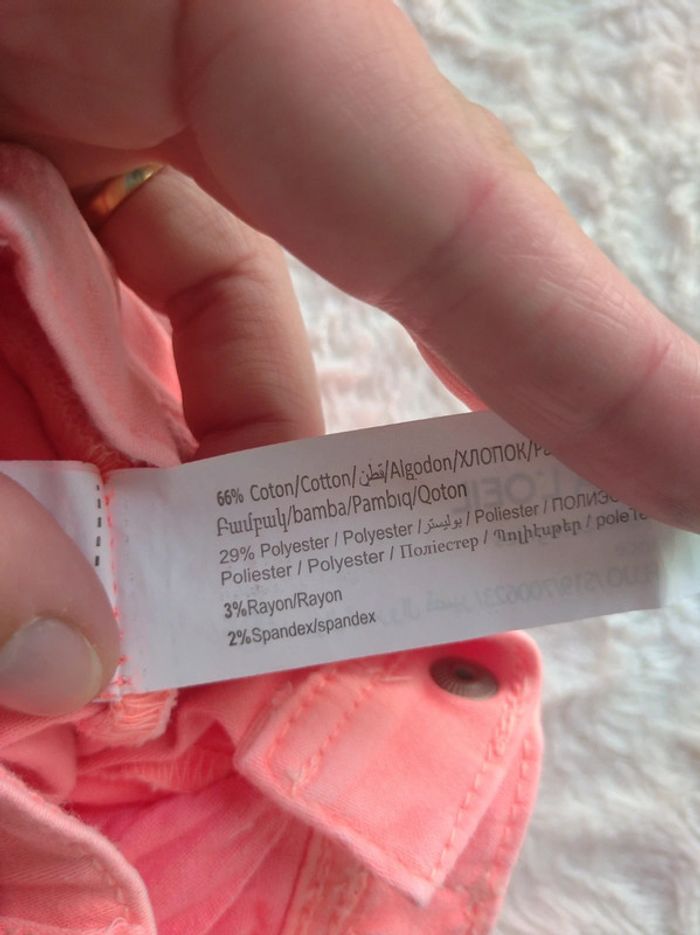 66% Coton/Cotton/قطن/Algodon/ХЛОПОК/
Բամբակ/bamba/Pambıq/Qoton
29% Polyester / Polyester / بوليستر / Poliester /
Poliester / Polyester / Поліестер / Պոլիէսթեր /
3%Rayon/Rayon
2%Spandex/spandex